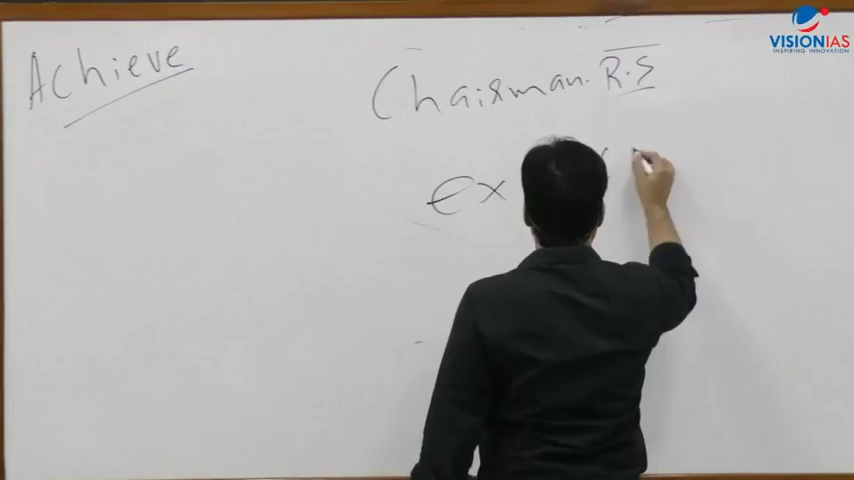 VISIONIAS
INSPIRING INNOVATION
Achieve
Chairman. R.S
ex